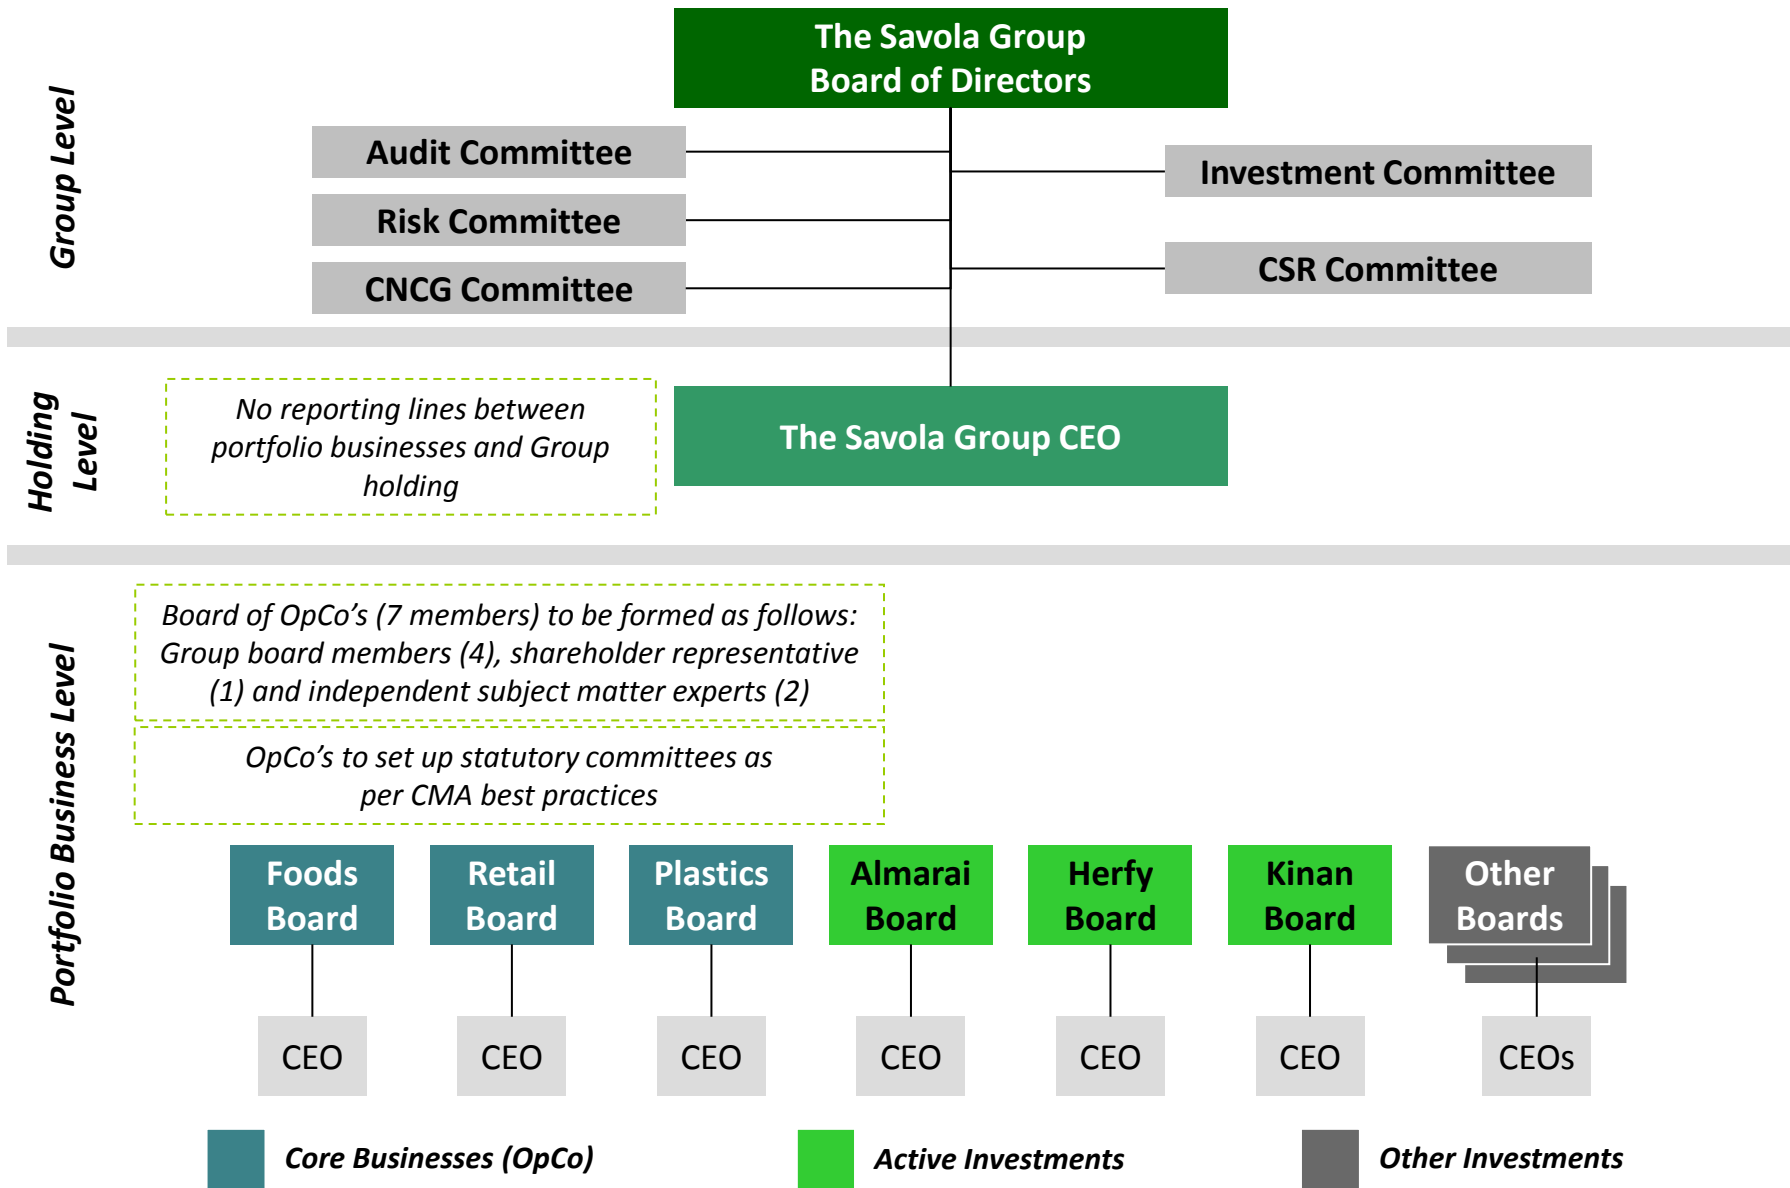 The Savola Group
Board of Directors
Group Level
Audit Committee
Investment Committee
Risk Committee
CSR Committee
CNCG Committee
Holding
Level
No reporting lines between
portfolio businesses and Group
holding
The Savola Group CEO
Portfolio Business Level
Board of OpCo’s (7 members) to be formed as follows:
Group board members (4), shareholder representative
(1) and independent subject matter experts (2)
OpCo’s to set up statutory committees as
per CMA best practices
Foods
Board
Retail
Board
Plastics
Board
Almarai
Board
Herfy
Board
Kinan
Board
Other
Boards
CEO
CEO
CEO
CEO
CEO
CEO
CEOs
Core Businesses (OpCo)
Active Investments
Other Investments